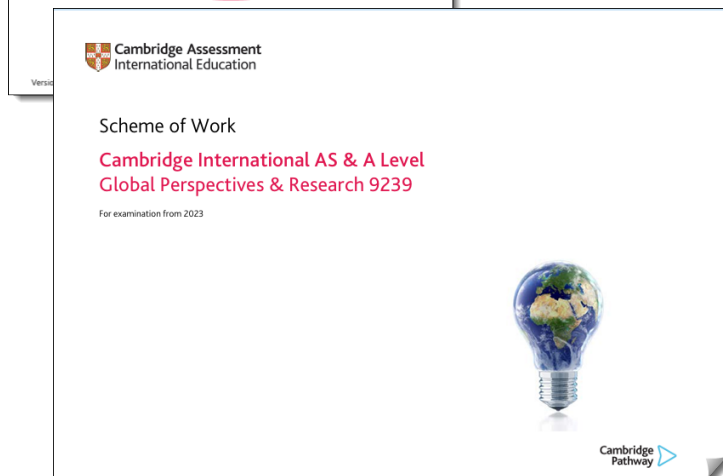 Cambridge Assessment
International Education
Scheme of Work
Cambridge International AS & A Level
Global Perspectives & Research 9239
For examination from 2023
Cambridge
Pathway